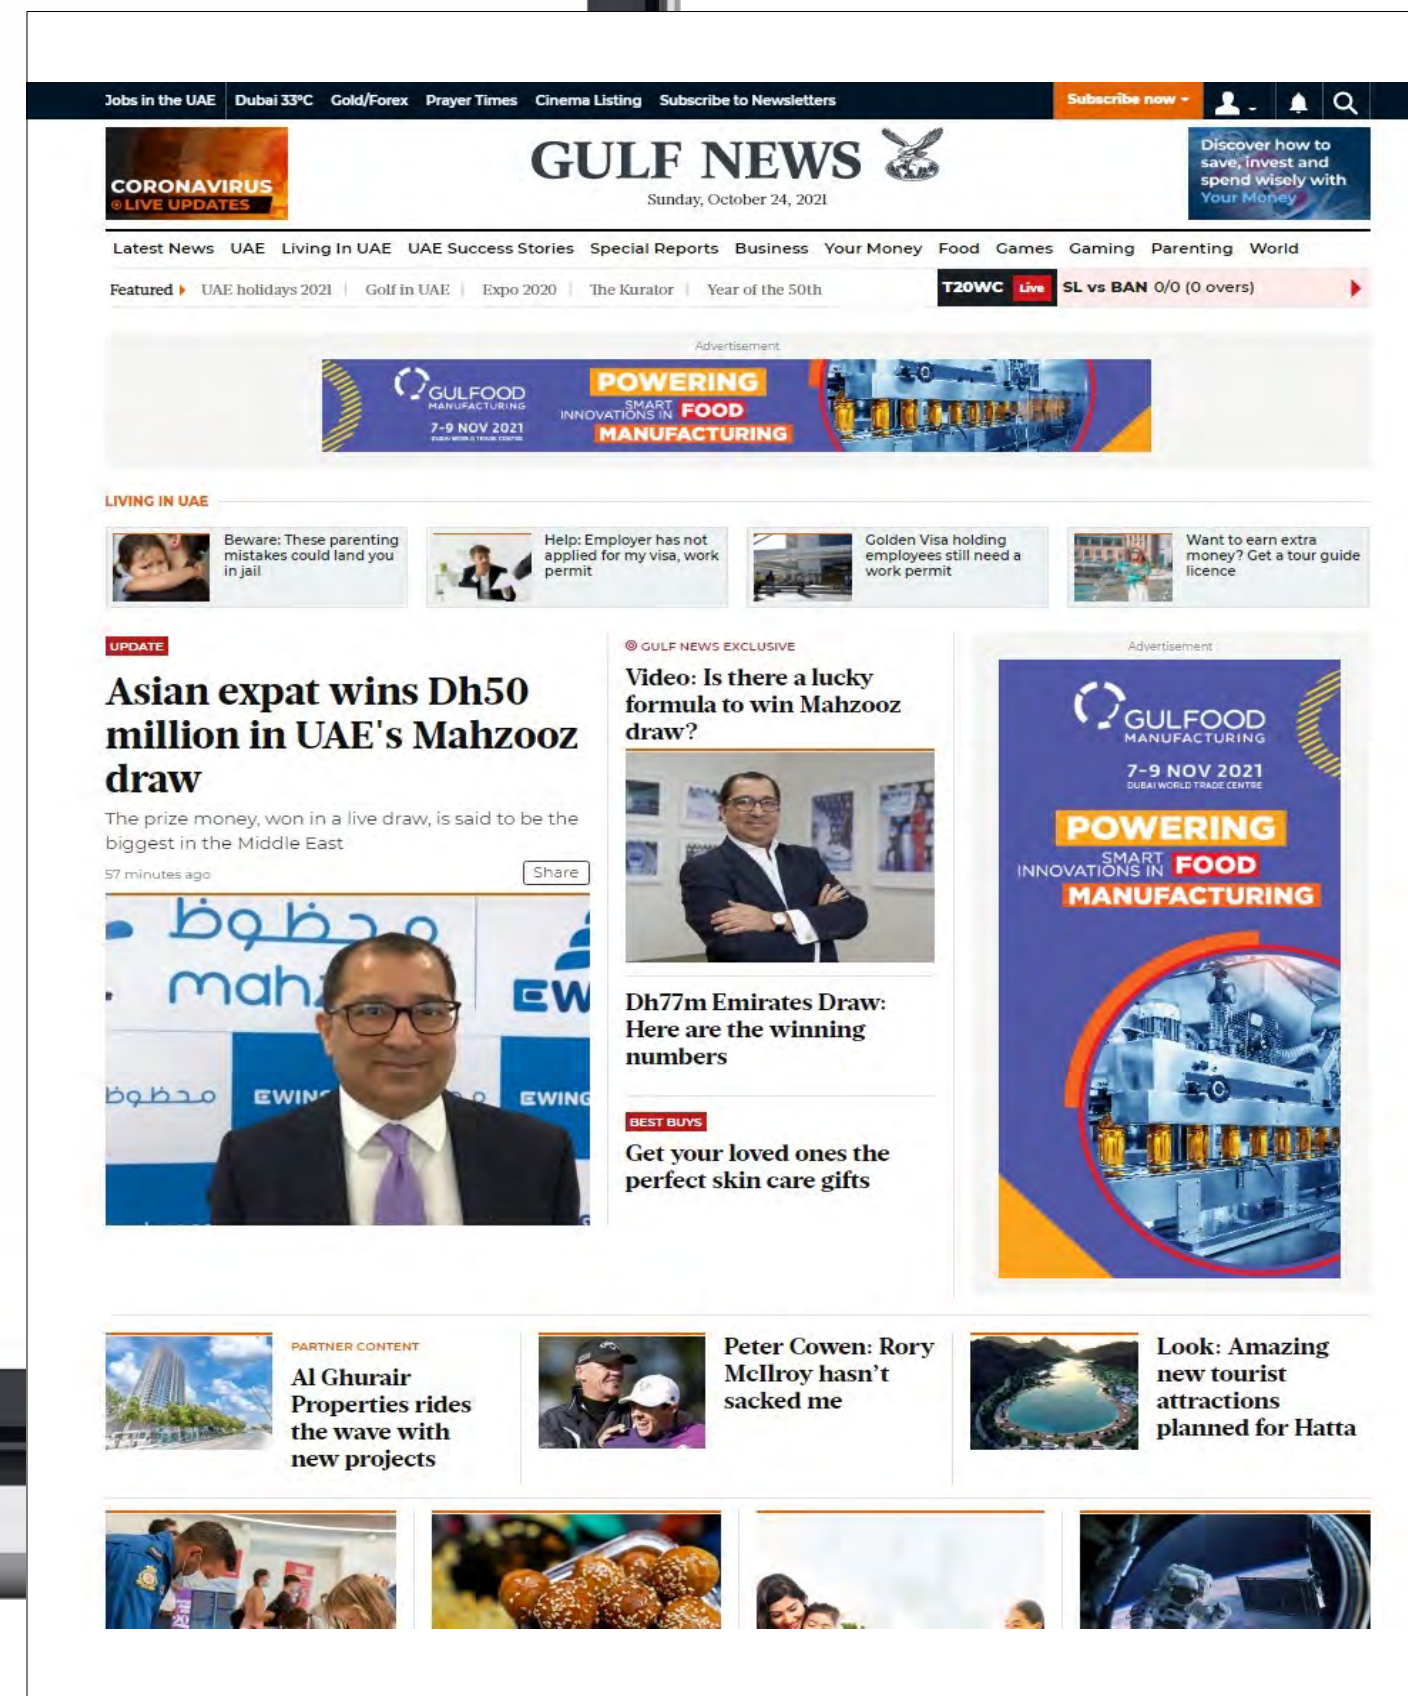 Jobs in the UAE Dubai 33°C Gold/Forex Prayer Times Cinema Listing Subscribe to Newsletters Subscribe now
CORONAVIRUS
LIVE UPDATES
GULF NEWS
Sunday, October 24, 2021
Discover how to
save, invest and
spend wisely with
Your Money
Latest News UAE Living In UAE UAE Success Stories Special Reports Business Your Money Food Games Gaming Parenting World
Featured UAE holidays 2021 Golf in UAE Expo 2020 The Kurator Year of the 50th
T20WC Live SL vs BAN 0/0 (0 overs)
Advertisement
GULFOOD
MANUFACTURING
7-9 NOV 2021
DUBAI WORLD TRADE CENTRE
POWERING
SMART
INNOVATIONS IN FOOD
MANUFACTURING
LIVING IN UAE
Beware: These parenting
mistakes could land you
in jail
Help: Employer has not
applied for my visa, work
permit
Golden Visa holding
employees still need a
work permit
Want to earn extra
money? Get a tour guide
licence
UPDATE
Asian expat wins Dh50
million in UAE's Mahzooz
draw
The prize money, won in a live draw, is said to be the
biggest in the Middle East
57 minutes ago
Share
محظوظ
EWING
محظوظ
EWING
GULF NEWS EXCLUSIVE
Video: Is there a lucky
formula to win Mahzooz
draw?
Dh77m Emirates Draw:
Here are the winning
numbers
BEST BUYS
Get your loved ones the
perfect skin care gifts
Advertisement
GULFOOD
MANUFACTURING
7-9 NOV 2021
DUBAI WORLD TRADE CENTRE
POWERING
SMART
INNOVATIONS IN FOOD
MANUFACTURING
PARTNER CONTENT
Al Ghurair
Properties rides
the wave with
new projects
Peter Cowen: Rory
McIlroy hasn't
sacked me
Look: Amazing
new tourist
attractions
planned for Hatta